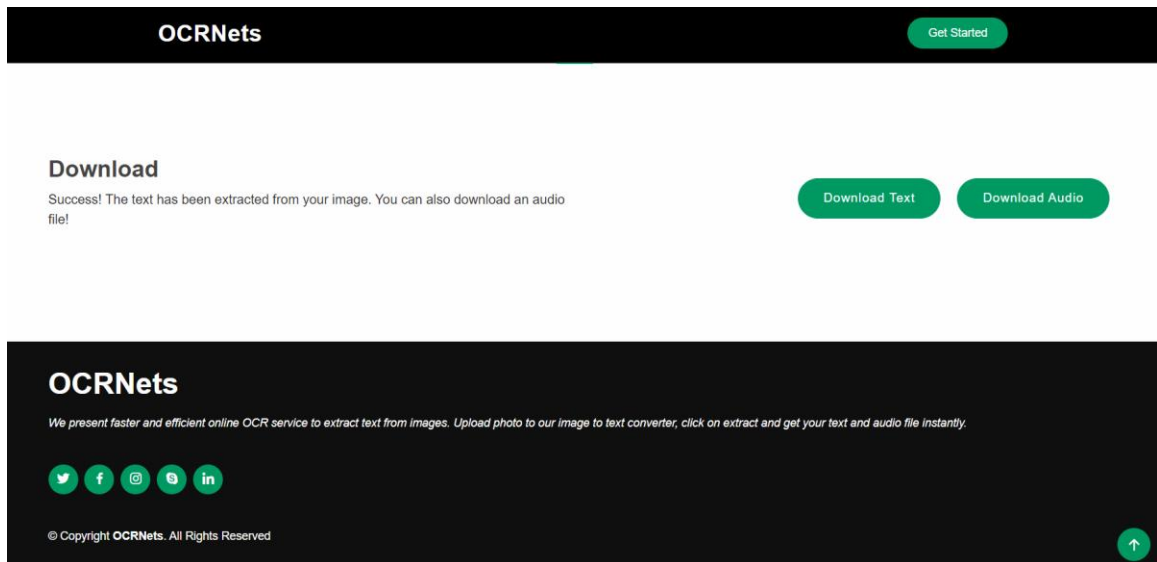 OCRNets
Get Started
Download
Success! The text has been extracted from your image. You can also download an audio
file!
Download Text
Download Audio
OCRNets
We present faster and efficient online OCR service to extract text from images. Upload photo to our image to text converter, click on extract and get your text and audio file instantly.
© Copyright OCRNets. All Rights Reserved